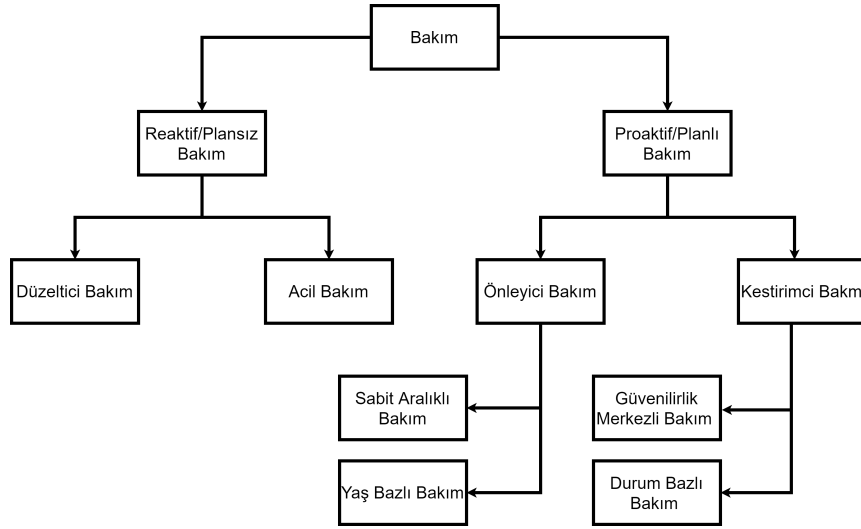 Bakım
Reaktif/Plansız
Bakım
Proaktif/Planlı
Bakım
Düzeltici Bakım
Acil Bakım
Önleyici Bakım
Kestirimci Bakm
Sabit Aralıklı
Bakım
Güvenilirlik
Merkezli Bakım
Yaş Bazlı Bakım
Durum Bazlı
Bakım